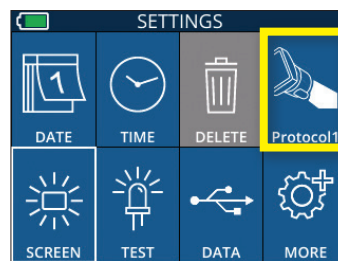 SETTINGS
1
DATE TIME DELETE Protocol1
SCREEN TEST DATA MORE